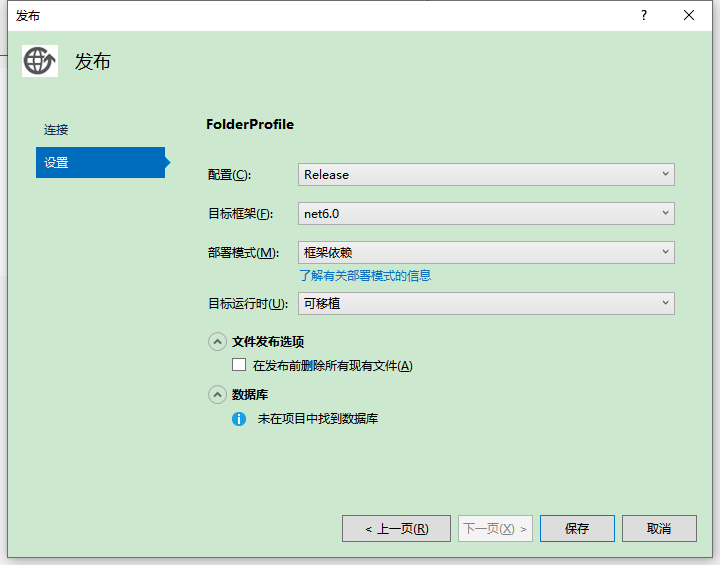 发布
?
发布
连接
设置
FolderProfile
配置(C):
Release
目标框架(F):
net6.0
部署模式(M):
框架依赖
了解有关部署模式的信息
目标运行时(U):
可移植
文件发布选项
在发布前删除所有现有文件(A)
数据库
未在项目中找到数据库
< 上一页(R)
下一页(X) >
保存
取消